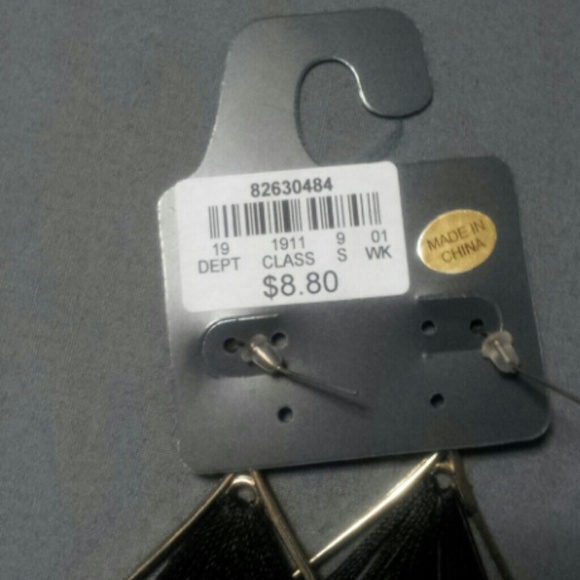 82630484
19 1911 9 01
DEPT CLASS S WK
$8.80
MADE IN
CHINA